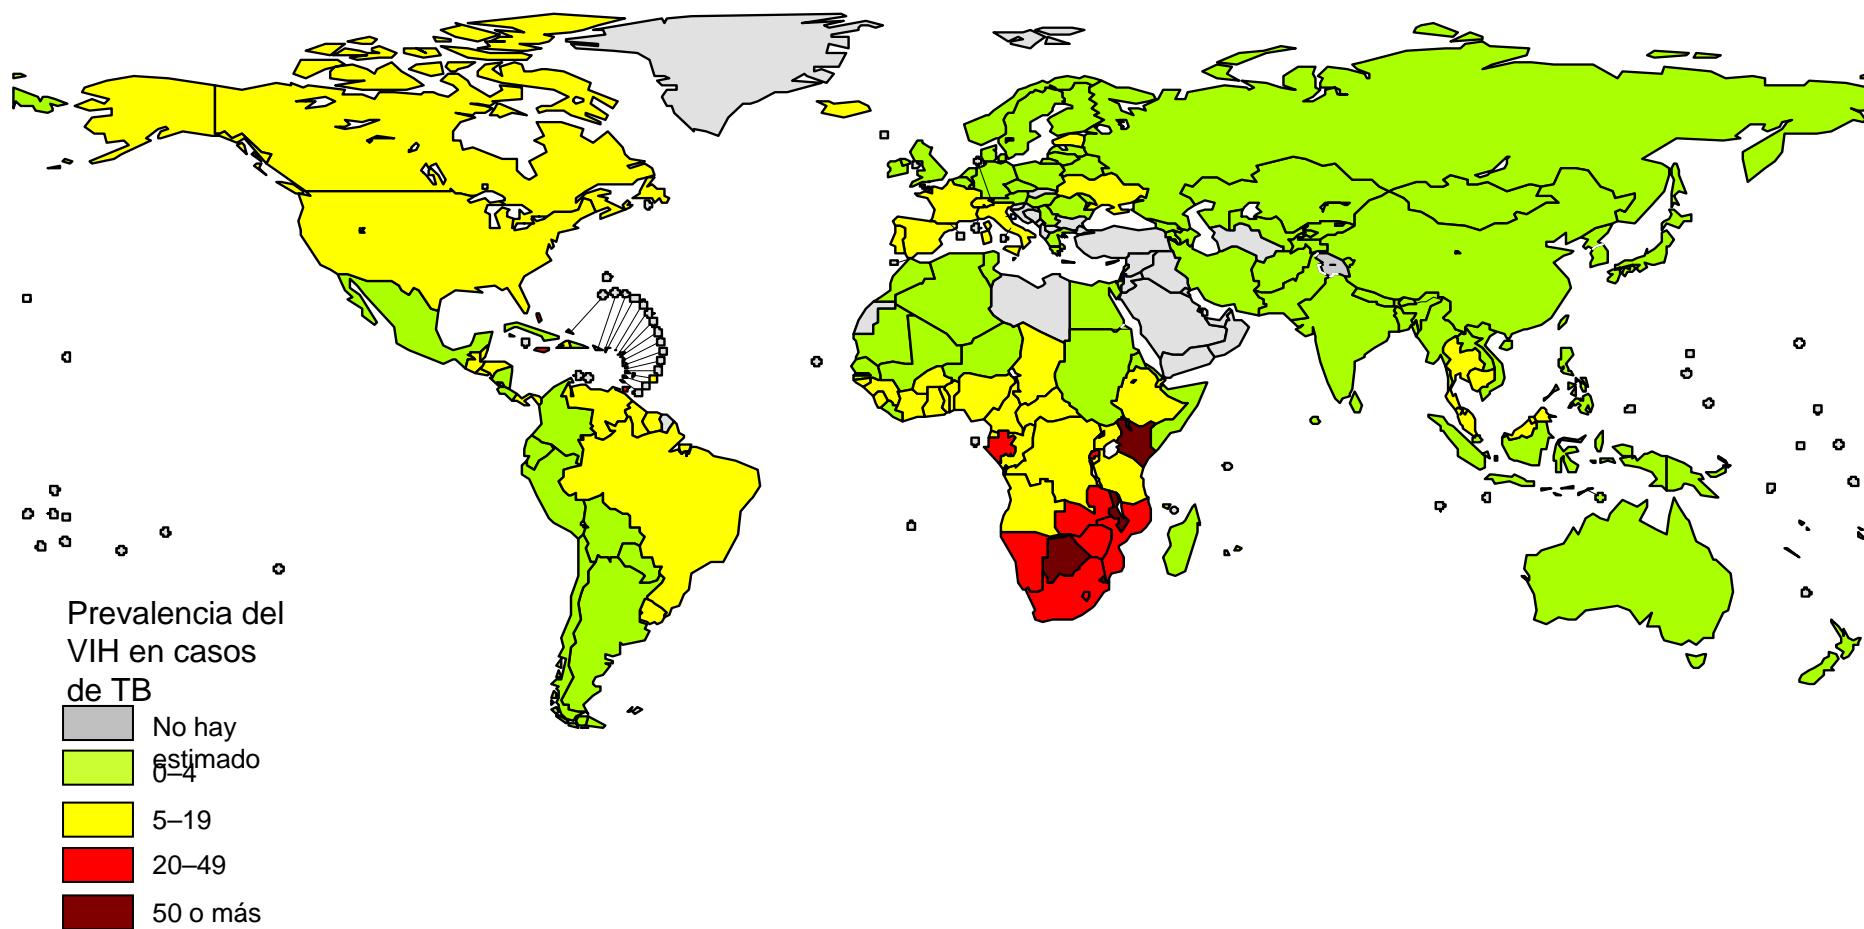 Prevalencia del
VIH en casos
de TB
No hay
estimado
0–4
5–19
20–49
50 o más